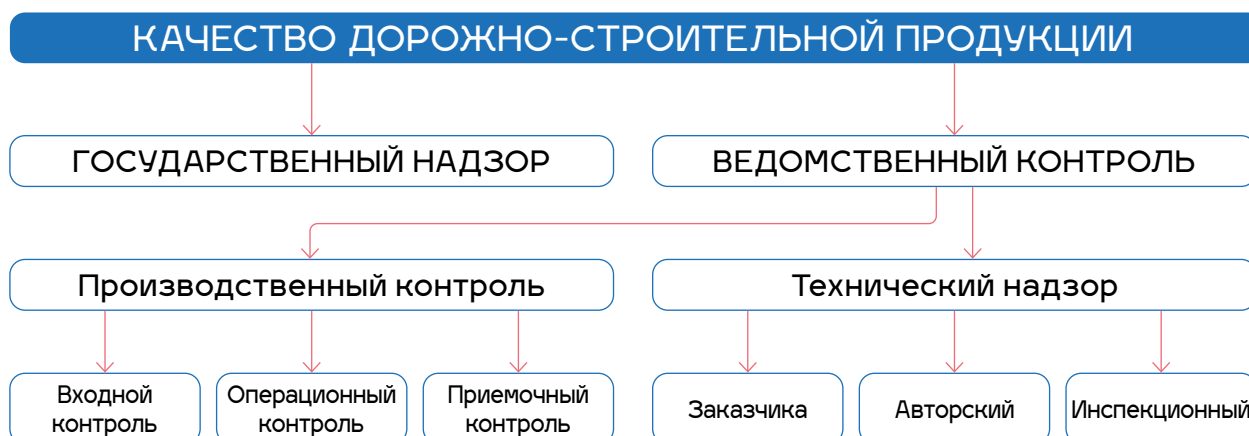 КАЧЕСТВО ДОРОЖНО-СТРОИТЕЛЬНОЙ ПРОДУКЦИИ
ГОСУДАРСТВЕННЫЙ НАДЗОР
ВЕДОМСТВЕННЫЙ КОНТРОЛЬ
Производственный контроль
Технический надзор
Входной
контроль
Операционный
контроль
Приемочный
контроль
Заказчика
Авторский
Инспекционный